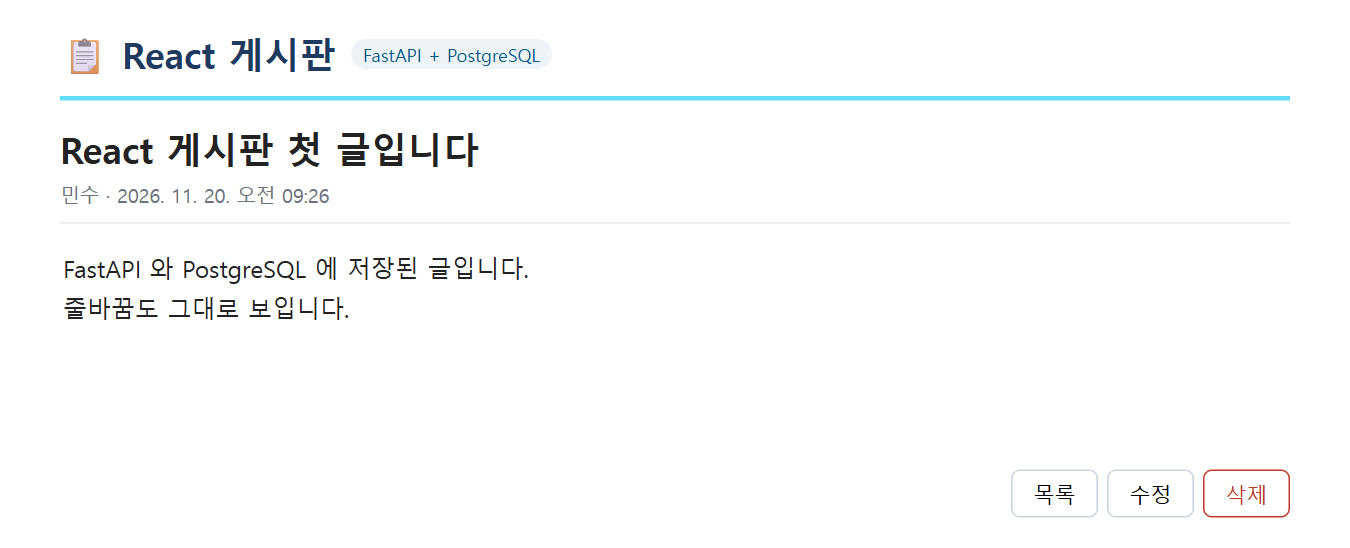 React 게시판 FastAPI + PostgreSQL
React 게시판 첫 글입니다
민수 · 2026. 11. 20. 오전 09:26
FastAPI 와 PostgreSQL 에 저장된 글입니다.
줄바꿈도 그대로 보입니다.
목록 수정 삭제